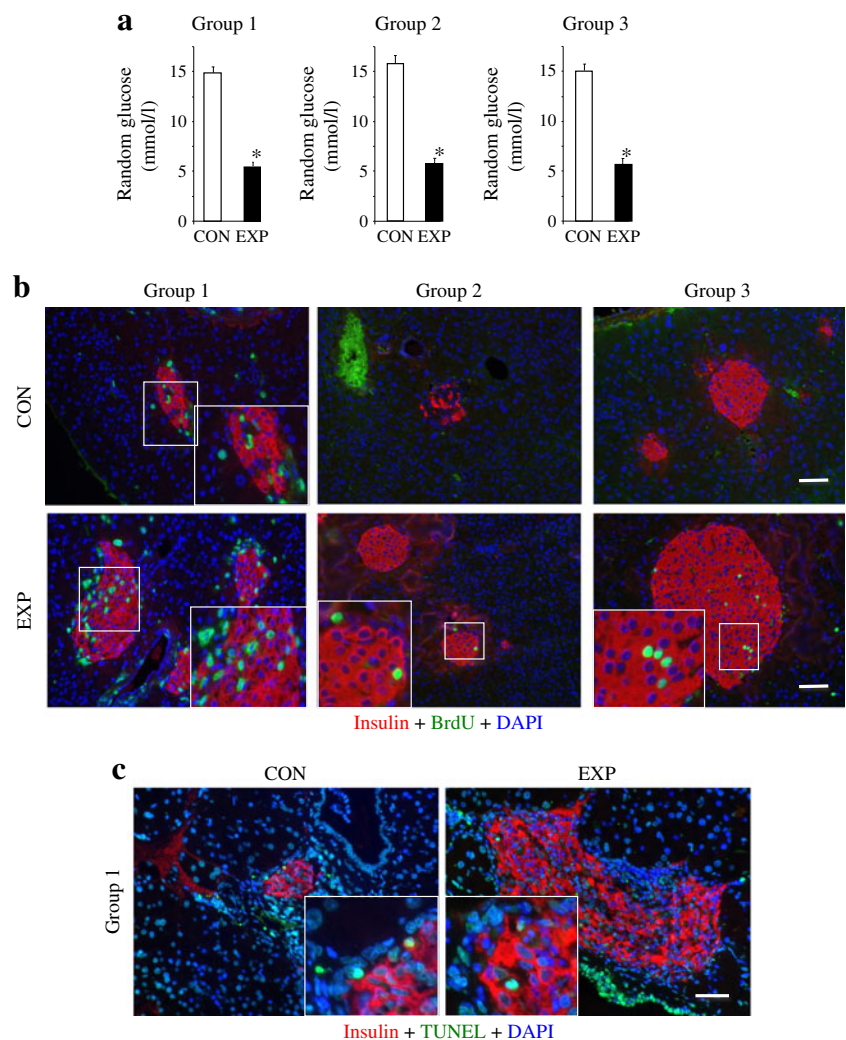 a
Group 1
Group 2
Group 3
Random glucose
(mmol/l)
15
10
5
0
*
CON EXP
Random glucose
(mmol/l)
15
10
5
0
*
CON EXP
Random glucose
(mmol/l)
15
10
5
0
*
CON EXP
b
Group 1
Group 2
Group 3
CON
EXP
Insulin + BrdU + DAPI
c
CON
EXP
Group 1
Insulin + TUNEL + DAPI